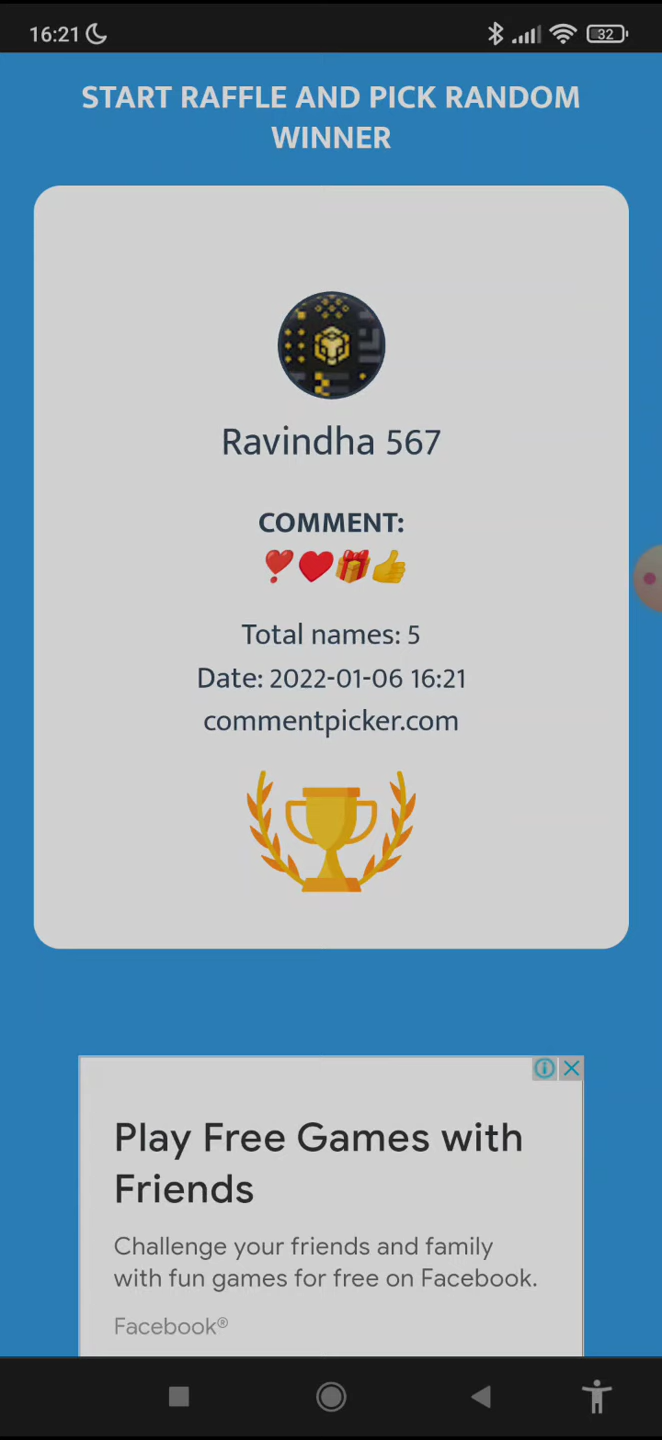 16:21
32
START RAFFLE AND PICK RANDOM
WINNER
Ravindha 567
COMMENT:
❣️♥️🎁👍
Total names: 5
Date: 2022-01-06 16:21
commentpicker.com
Play Free Games with
Friends
Challenge your friends and family
with fun games for free on Facebook.
Facebook®